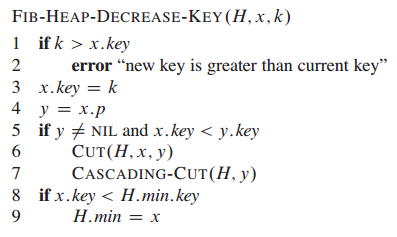 FIB-HEAP-DECREASE-KEY(H, x, k)
1 if k > x.key
2 error “new key is greater than current key”
3 x.key = k
4 y = x.p
5 if y ≠ NIL and x.key < y.key
6 CUT(H, x, y)
7 CASCADING-CUT(H, y)
8 if x.key < H.min.key
9 H.min = x